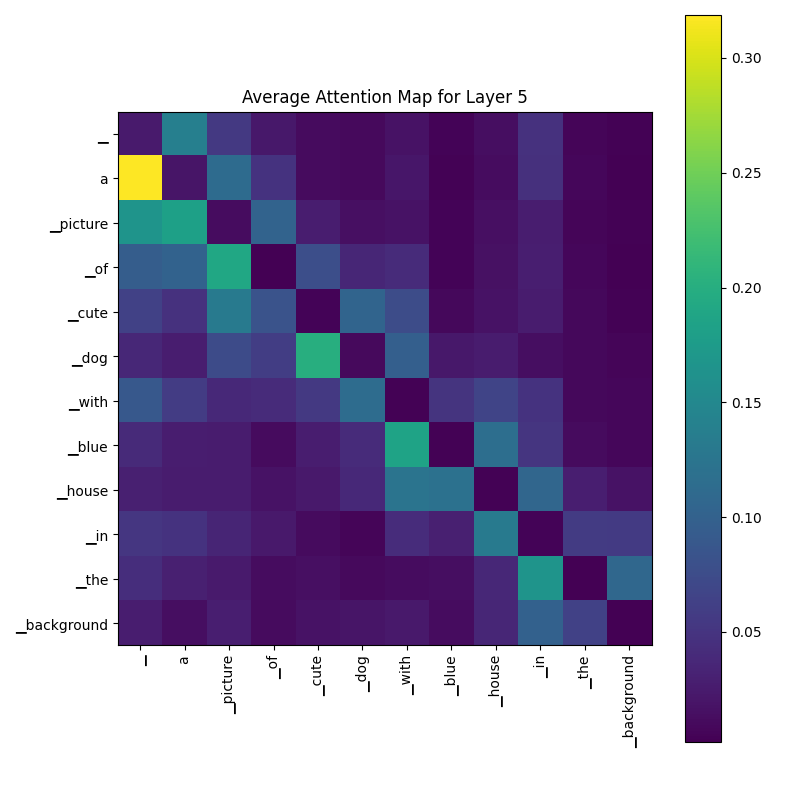 Average Attention Map for Layer 5
▁
a
▁picture
▁of
▁cute
▁dog
▁with
▁blue
▁house
▁in
▁the
▁background
▁
a
▁picture
▁of
▁cute
▁dog
▁with
▁blue
▁house
▁in
▁the
▁background
0.30
0.25
0.20
0.15
0.10
0.05